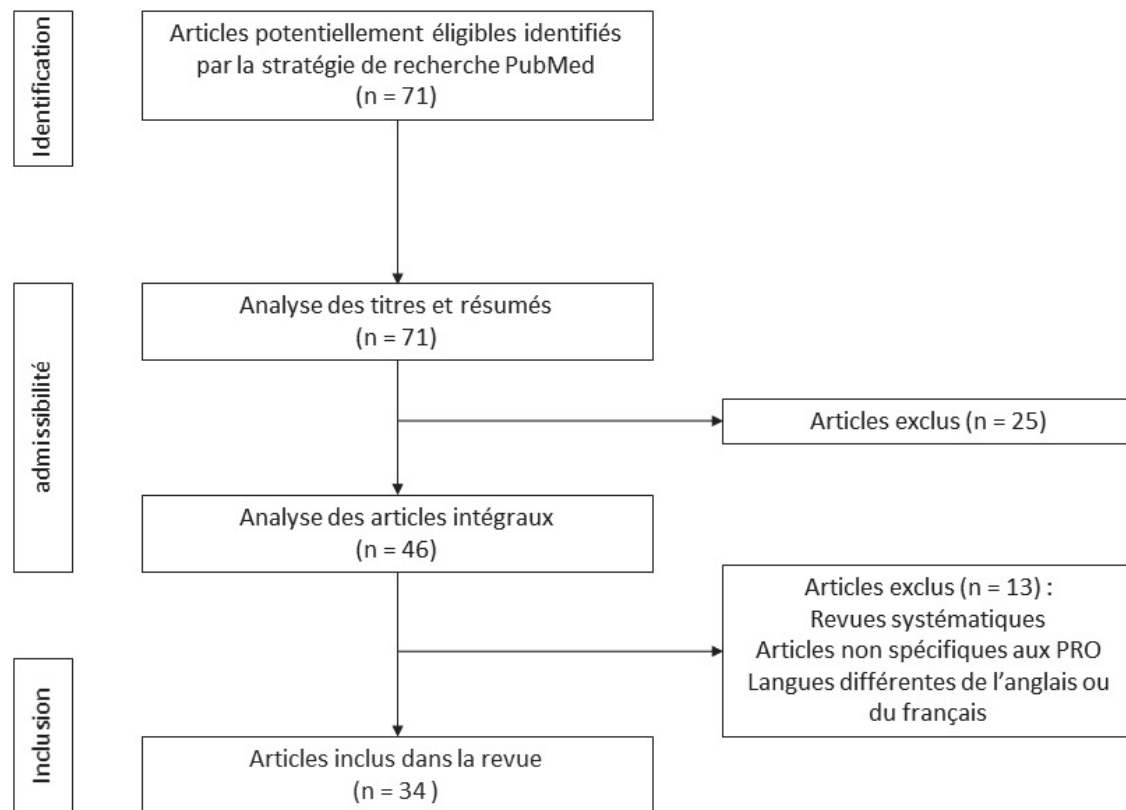 Identification
Articles potentiellement éligibles identifiés
par la stratégie de recherche PubMed
(n = 71)
admissibilité
Analyse des titres et résumés
(n = 71)
Articles exclus (n = 25)
Analyse des articles intégraux
(n = 46)
Articles exclus (n = 13) :
Revues systématiques
Articles non spécifiques aux PRO
Langues différentes de l’anglais ou
du français
Inclusion
Articles inclus dans la revue
(n = 34 )